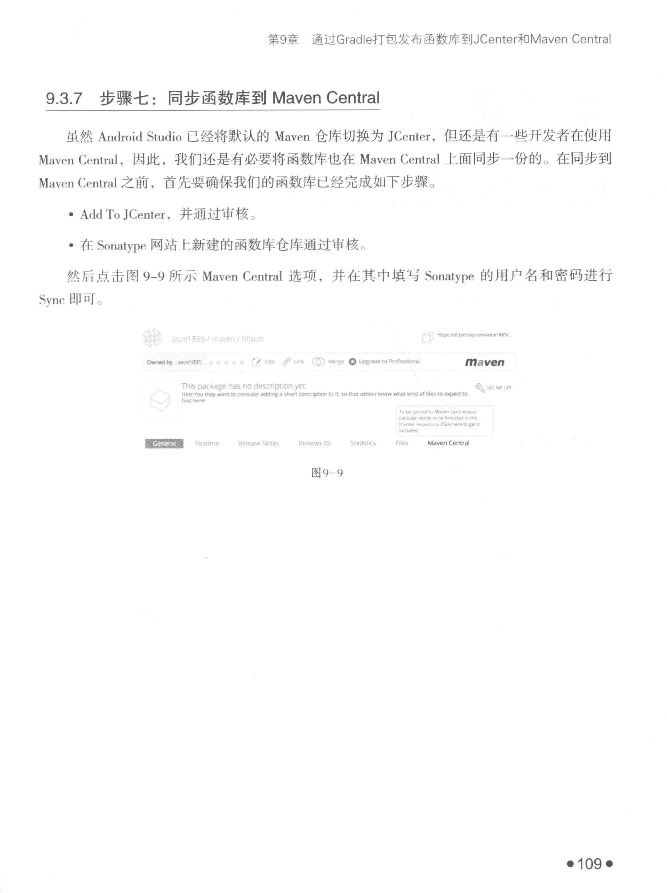 第9章 通过Gradle打包发布函数库到JCenter和Maven Central
9.3.7 步骤七：同步函数库到 Maven Central
虽然 Android Studio 已经将默认的 Maven 仓库切换为 JCenter，但还是有一些开发者在使用
Maven Central，因此，我们还是有必要将函数库也在 Maven Central 上面同步一份的。在同步到
Maven Central 之前，首先要确保我们的函数库已经完成如下步骤。
• Add To JCenter，并通过审核。
• 在 Sonatype 网站上新建的函数库仓库通过审核。
然后点击图 9-9 所示 Maven Central 选项，并在其中填写 Sonatype 的用户名和密码进行
Sync 即可。
asce1885 / maven / hfjson
Owned by asce1885 Edit Link Merge Upgrade to Professional maven
This package has no description yet. SET ME UP!
Hint:You may want to consider adding a short description to it, so that others know what kind of files to expect to
find here.
To be synced to Maven Central your
package needs to be included in the
JCenter repository. Click here to get it
included.
General Readme Release Notes Reviews (0) Statistics Files Maven Central
图9-9
•109•